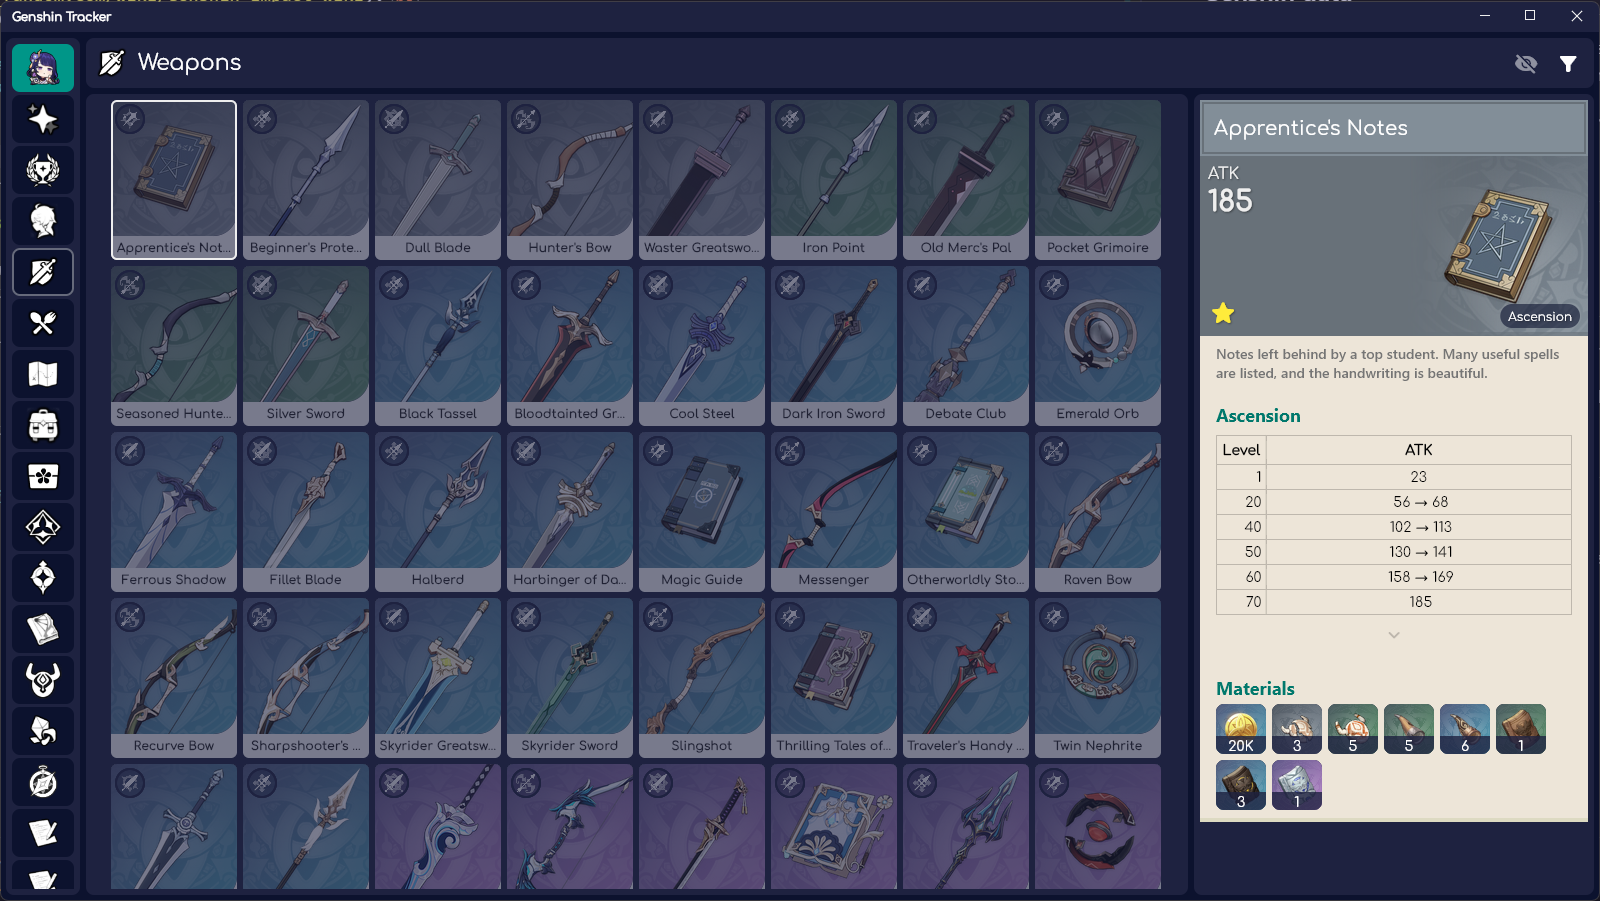 Genshin Tracker
Weapons
Apprentice's Not...
Beginner's Prote...
Dull Blade
Hunter's Bow
Waster Greatswo...
Iron Point
Old Merc's Pal
Pocket Grimoire
Seasoned Hunte...
Silver Sword
Black Tassel
Bloodtainted Gr...
Cool Steel
Dark Iron Sword
Debate Club
Emerald Orb
Ferrous Shadow
Fillet Blade
Halberd
Harbinger of Da...
Magic Guide
Messenger
Otherworldly Sto...
Raven Bow
Recurve Bow
Sharpshooter's ...
Skyrider Greatsw...
Skyrider Sword
Slingshot
Thrilling Tales of...
Traveler's Handy ...
Twin Nephrite
Apprentice's Notes
ATK
185
Ascension
Notes left behind by a top student. Many useful spells
are listed, and the handwriting is beautiful.
Ascension
Level ATK
1 23
20 56 → 68
40 102 → 113
50 130 → 141
60 158 → 169
70 185
Materials
20K 3 5 5 6 1
3 1